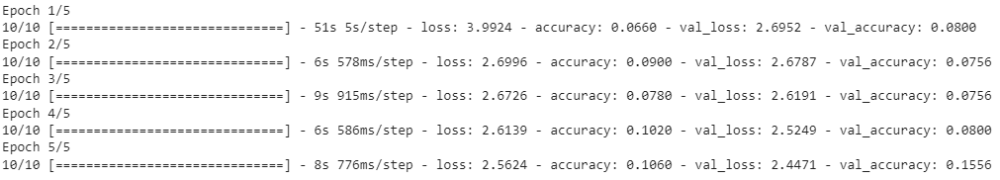 Epoch 1/5
10/10 [==============================] - 51s 5s/step - loss: 3.9924 - accuracy: 0.0660 - val_loss: 2.6952 - val_accuracy: 0.0800
Epoch 2/5
10/10 [==============================] - 6s 578ms/step - loss: 2.6996 - accuracy: 0.0900 - val_loss: 2.6787 - val_accuracy: 0.0756
Epoch 3/5
10/10 [==============================] - 9s 915ms/step - loss: 2.6726 - accuracy: 0.0780 - val_loss: 2.6191 - val_accuracy: 0.0756
Epoch 4/5
10/10 [==============================] - 6s 586ms/step - loss: 2.6139 - accuracy: 0.1020 - val_loss: 2.5249 - val_accuracy: 0.0800
Epoch 5/5
10/10 [==============================] - 8s 776ms/step - loss: 2.5624 - accuracy: 0.1060 - val_loss: 2.4471 - val_accuracy: 0.1556